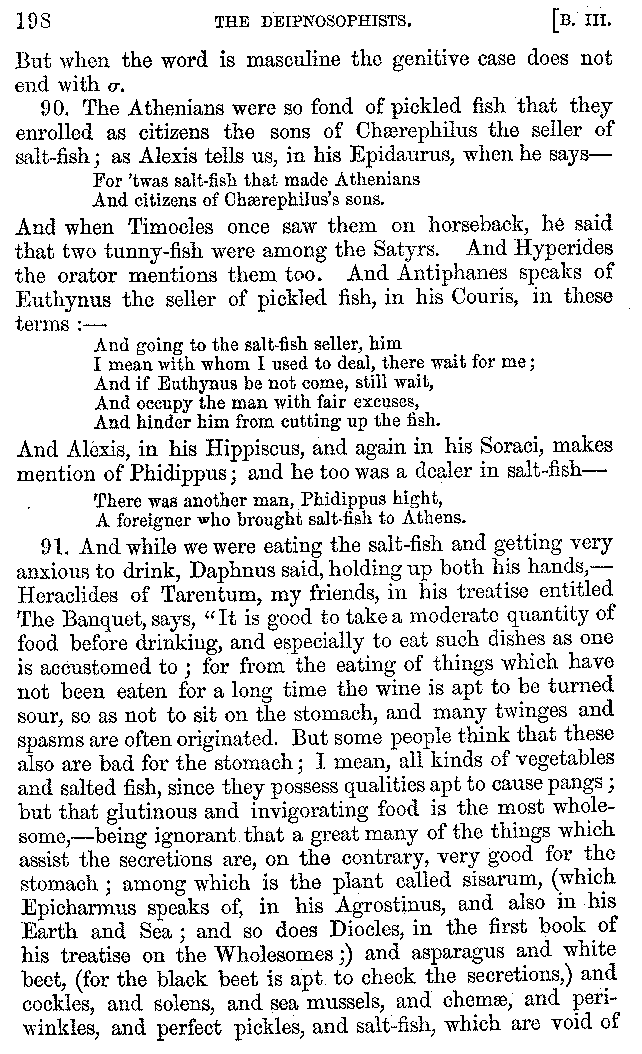 198 THE DEIPNOSOPHISTS. [B. III.
But when the word is masculine the genitive case does not
end with σ.
90. The Athenians were so fond of pickled fish that they
enrolled as citizens the sons of Chærephilus the seller of
salt-fish; as Alexis tells us, in his Epidaurus, when he says—
For 'twas salt-fish that made Athenians
And citizens of Chærephilus's sons.
And when Timocles once saw them on horseback, he said
that two tunny-fish were among the Satyrs. And Hyperides
the orator mentions them too. And Antiphanes speaks of
Euthynus the seller of pickled fish, in his Couris, in these
terms :—
And going to the salt-fish seller, him
I mean with whom I used to deal, there wait for me;
And if Euthynus be not come, still wait,
And occupy the man with fair excuses,
And hinder him from cutting up the fish.
And Alexis, in his Hippiscus, and again in his Soraci, makes
mention of Phidippus; and he too was a dealer in salt-fish—
There was another man, Phidippus hight,
A foreigner who brought salt-fish to Athens.
91. And while we were eating the salt-fish and getting very
anxious to drink, Daphnus said, holding up both his hands,—
Heraclides of Tarentum, my friends, in his treatise entitled
The Banquet, says, "It is good to take a moderate quantity of
food before drinking, and especially to eat such dishes as one
is accustomed to; for from the eating of things which have
not been eaten for a long time the wine is apt to be turned
sour, so as not to sit on the stomach, and many twinges and
spasms are often originated. But some people think that these
also are bad for the stomach; I mean, all kinds of vegetables
and salted fish, since they possess qualities apt to cause pangs;
but that glutinous and invigorating food is the most whole-
some,—being ignorant that a great many of the things which
assist the secretions are, on the contrary, very good for the
stomach; among which is the plant called sisarum, (which
Epicharmus speaks of, in his Agrostinus, and also in his
Earth and Sea; and so does Diocles, in the first book of
his treatise on the Wholesomes;) and asparagus and white
beet, (for the black beet is apt to check the secretions,) and
cockles, and solens, and sea mussels, and chemæ, and peri-
winkles, and perfect pickles, and salt-fish, which are void of